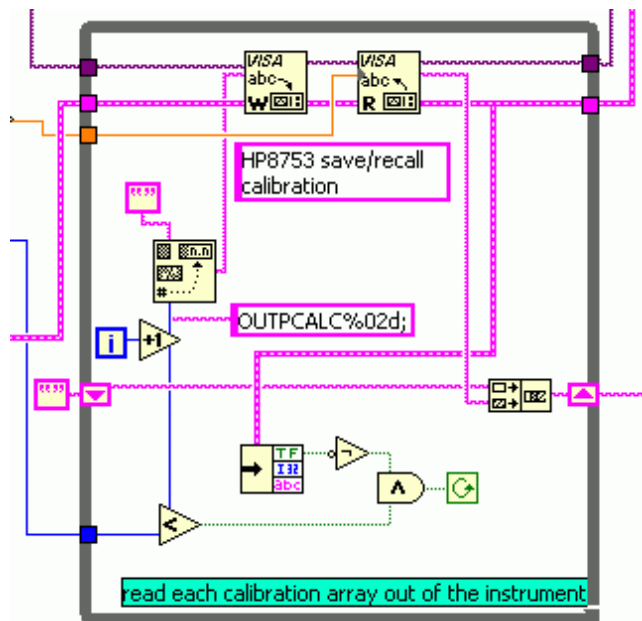 VISA
abc
W
VISA
abc
R
HP8753 save/recall
calibration
n.n
#
OUTPCALC%02d;
i
+1
TF
I32
abc
<
read each calibration array out of the instrument